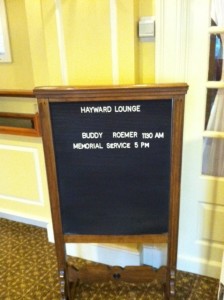 HAYWARD LOUNGE
BUDDY ROEMER 1130 AM
MEMORIAL SERVICE 5 PM